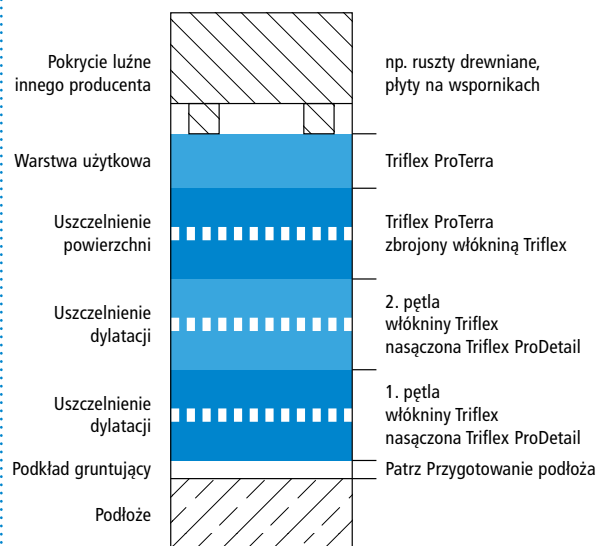 Pokrycie luźne
innego producenta
np. ruszty drewniane,
płyty na wspornikach
Warstwa użytkowa
Triflex ProTerra
Uszczelnienie
powierzchni
Triflex ProTerra
zbrojony włókniną Triflex
Uszczelnienie
dylatacji
2. pętla
włókniny Triflex
nasączona Triflex ProDetail
Uszczelnienie
dylatacji
1. pętla
włókniny Triflex
nasączona Triflex ProDetail
Podkład gruntujący
Patrz Przygotowanie podłoża
Podłoże